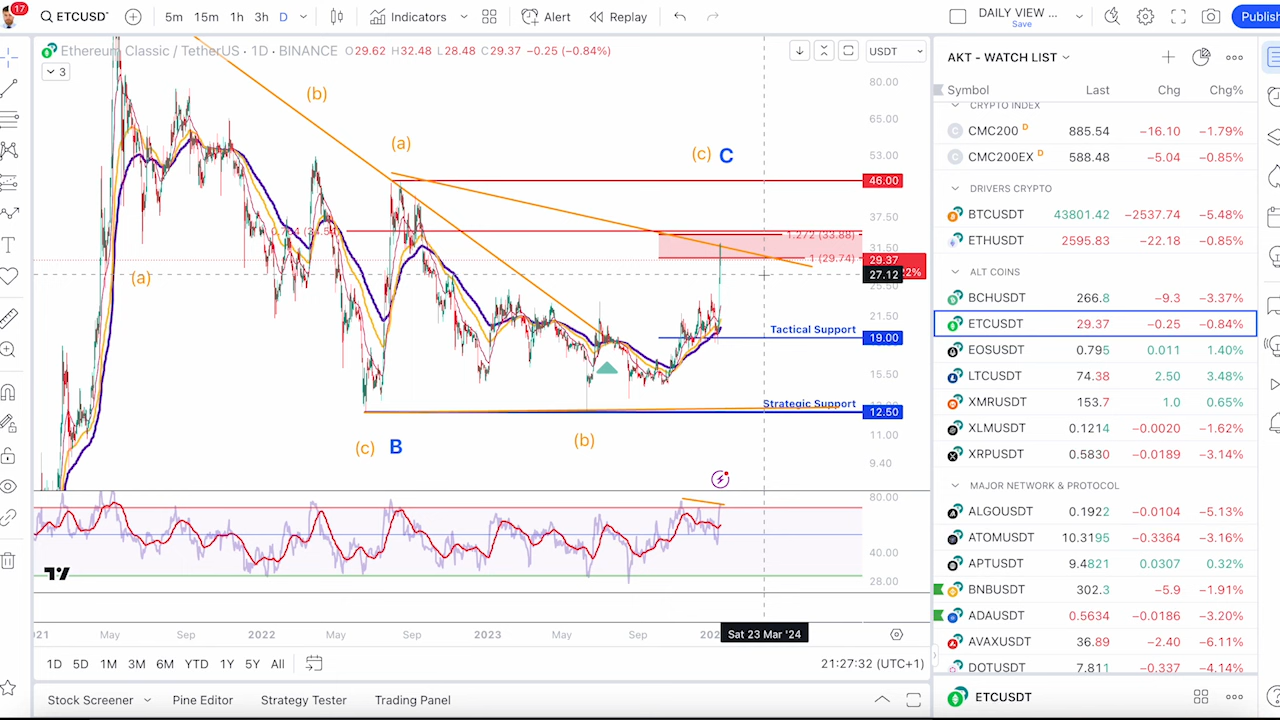 17
ETCUSDT
5m 15m 1h 3h D
Indicators
Alert
Replay
DAILY VIEW ...
Save
Publish
Ethereum Classic / TetherUS · 1D · BINANCE O29.62 H32.48 L28.48 C29.37 −0.25 (−0.84%)
3
USDT
80.00
65.00
53.00
46.00
37.50
31.50
29.37
27.12
21.50
19.00
15.50
12.50
11.00
9.40
(b)
(a)
(c) C
1.272 (33.88)
1 (29.74)
(a)
Tactical Support
Strategic Support
(c) B
(b)
80.00
40.00
28.00
May Sep 2022 May Sep 2023 May Sep
Sat 23 Mar '24
1D 5D 1M 3M 6M YTD 1Y 5Y All
21:27:32 (UTC+1)
Stock Screener
Pine Editor
Strategy Tester
Trading Panel
AKT - WATCH LIST
Symbol Last Chg Chg%
CRYPTO INDEX
CMC200 D 885.54 −16.10 −1.79%
CMC200EX D 588.48 −5.04 −0.85%
DRIVERS CRYPTO
BTCUSDT 43801.42 −2537.74 −5.48%
ETHUSDT 2595.83 −22.18 −0.85%
ALT COINS
BCHUSDT 266.8 −9.3 −3.37%
ETCUSDT 29.37 −0.25 −0.84%
EOSUSDT 0.795 0.011 1.40%
LTCUSDT 74.38 2.50 3.48%
XMRUSDT 153.7 1.0 0.65%
XLMUSDT 0.1214 −0.0020 −1.62%
XRPUSDT 0.5830 −0.0189 −3.14%
MAJOR NETWORK & PROTOCOL
ALGOUSDT 0.1922 −0.0104 −5.13%
ATOMUSDT 10.3195 −0.3364 −3.16%
APTUSDT 9.4821 0.0307 0.32%
BNBUSDT 302.3 −5.9 −1.91%
ADAUSDT 0.5634 −0.0186 −3.20%
AVAXUSDT 36.89 −2.40 −6.11%
DOTUSDT 7.811 −0.337 −4.14%
ETCUSDT